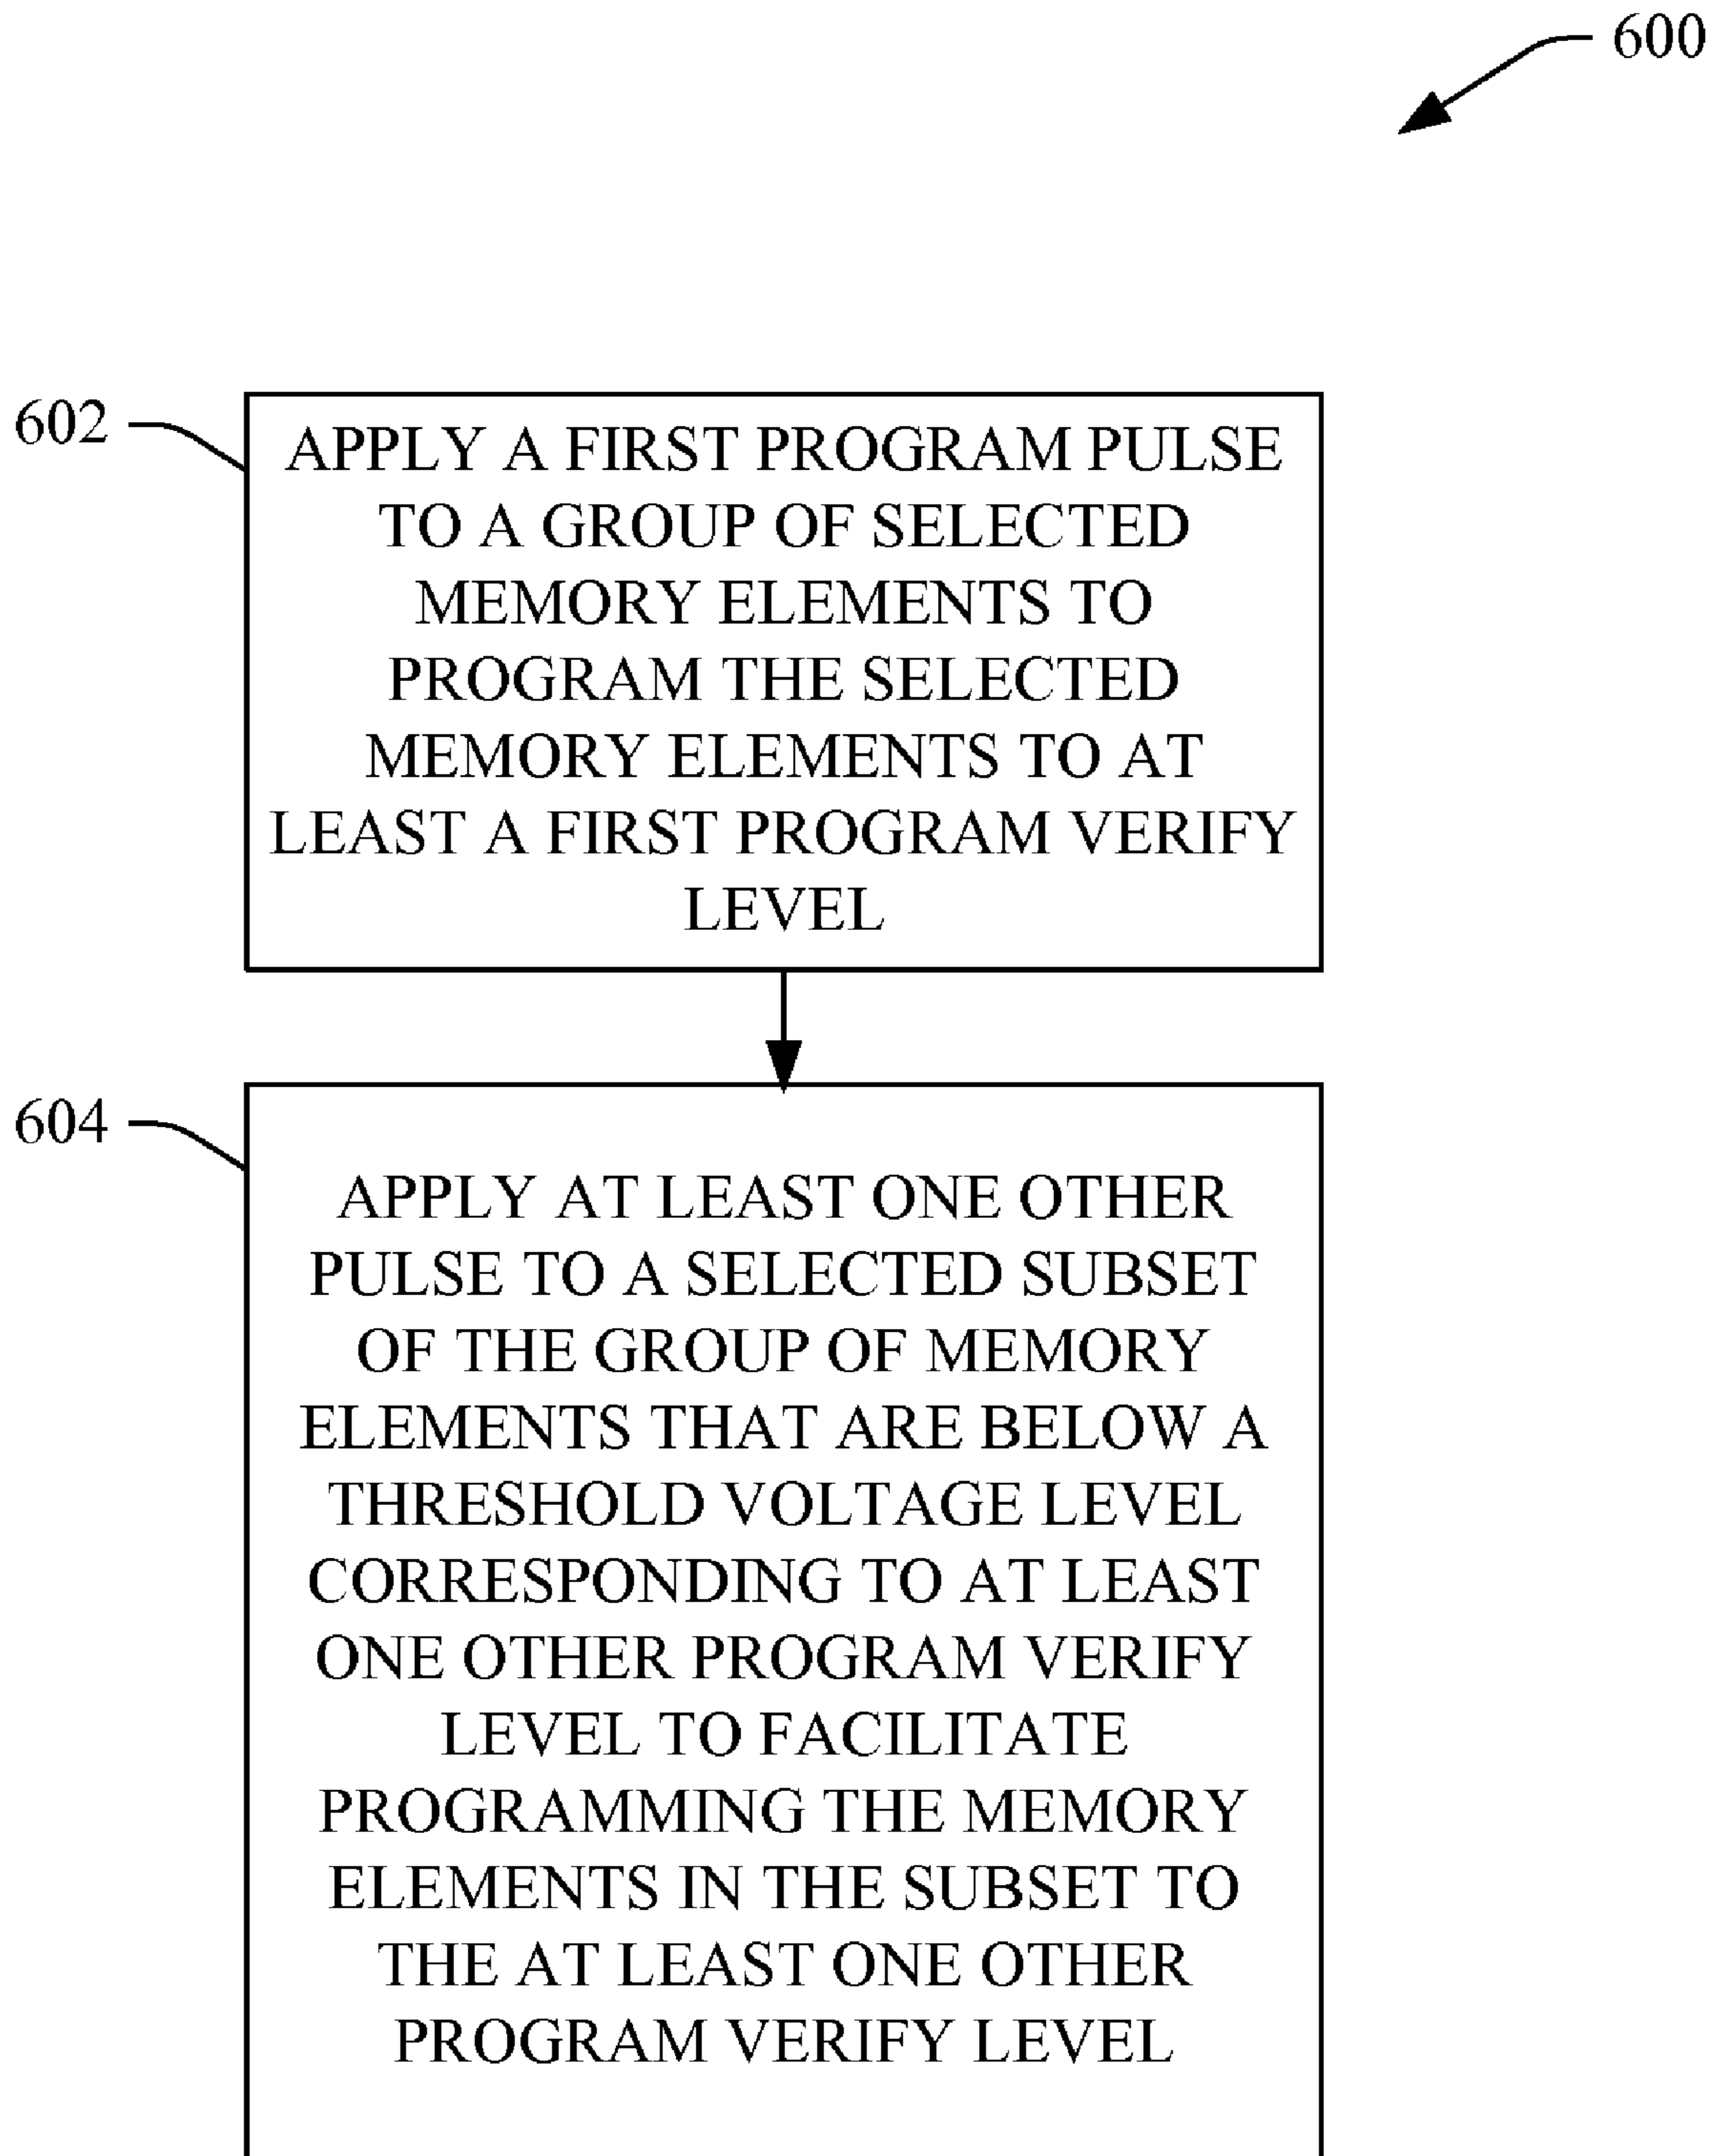 600
602
APPLY A FIRST PROGRAM PULSE
TO A GROUP OF SELECTED
MEMORY ELEMENTS TO
PROGRAM THE SELECTED
MEMORY ELEMENTS TO AT
LEAST A FIRST PROGRAM VERIFY
LEVEL
604
APPLY AT LEAST ONE OTHER
PULSE TO A SELECTED SUBSET
OF THE GROUP OF MEMORY
ELEMENTS THAT ARE BELOW A
THRESHOLD VOLTAGE LEVEL
CORRESPONDING TO AT LEAST
ONE OTHER PROGRAM VERIFY
LEVEL TO FACILITATE
PROGRAMMING THE MEMORY
ELEMENTS IN THE SUBSET TO
THE AT LEAST ONE OTHER
PROGRAM VERIFY LEVEL